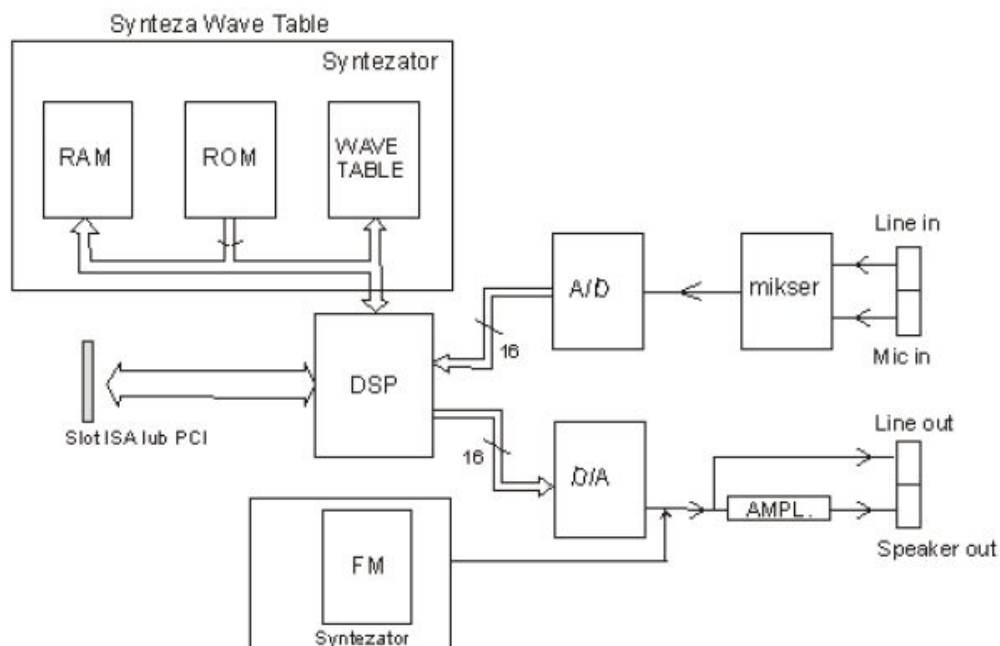 Synteza Wave Table
Syntezator
RAM
ROM
WAVE
TABLE
Line in
A/D
mikser
16
Mic in
DSP
Slot ISA lub PCI
Line out
16
D/A
AMPL.
Speaker out
FM
Syntezator